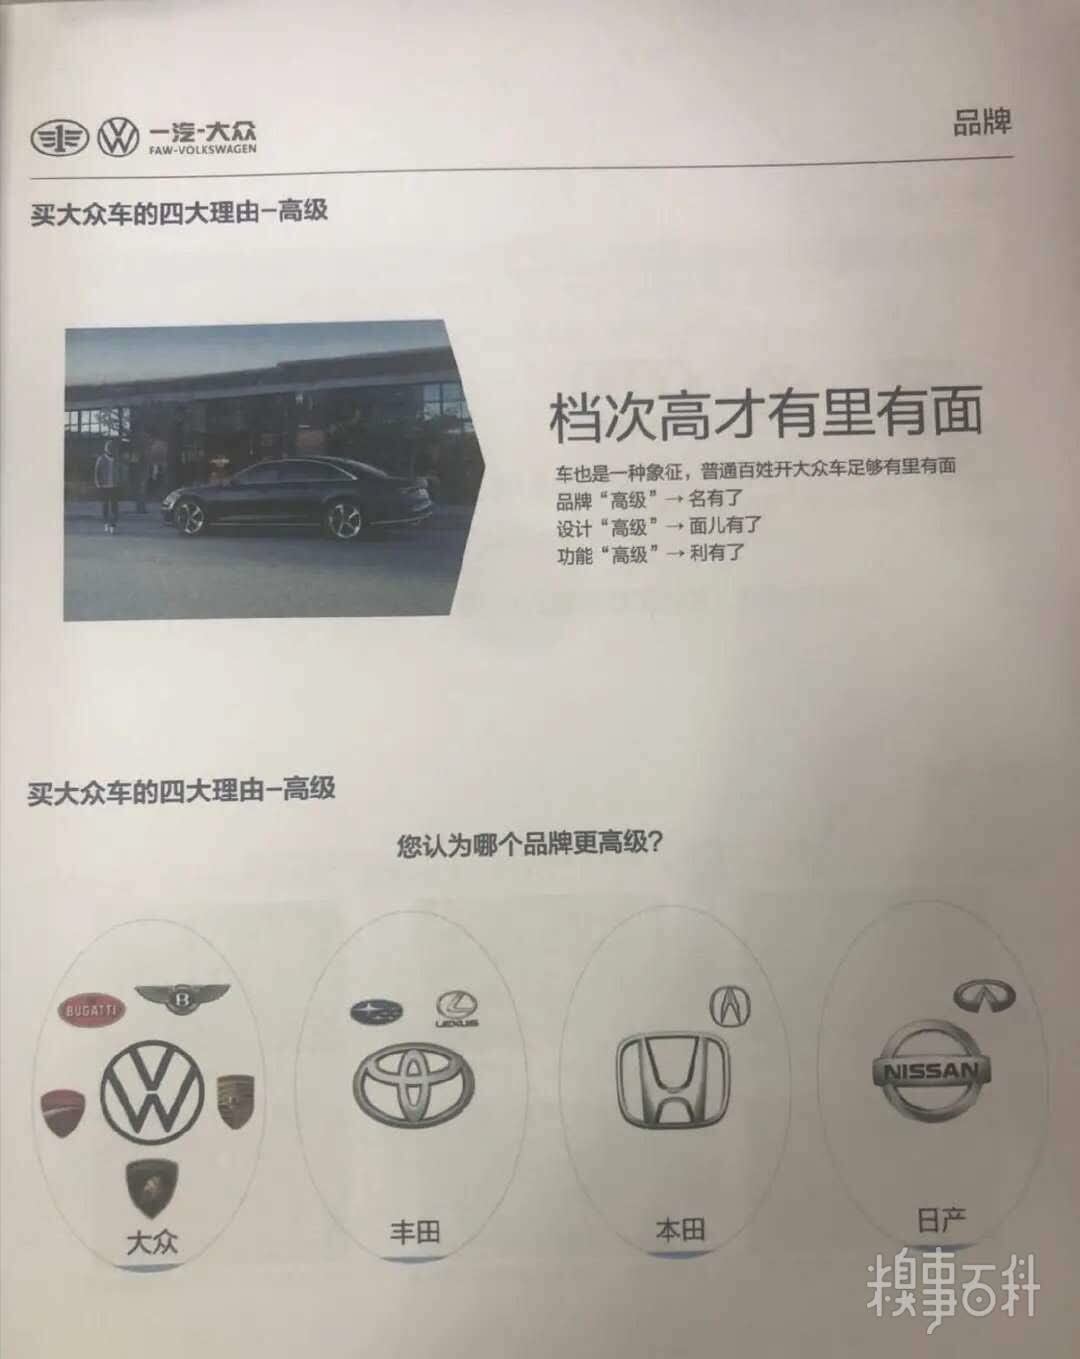 一汽-大众
FAW-VOLKSWAGEN
品牌
买大众车的四大理由-高级
档次高才有里有面
车也是一种象征，普通百姓开大众车足够有里有面
品牌“高级”→名有了
设计“高级”→面儿有了
功能“高级”→利有了
买大众车的四大理由-高级
您认为哪个品牌更高级？
BUGATTI
B
LEXUS
NISSAN
大众
丰田
本田
日产
糗事百科